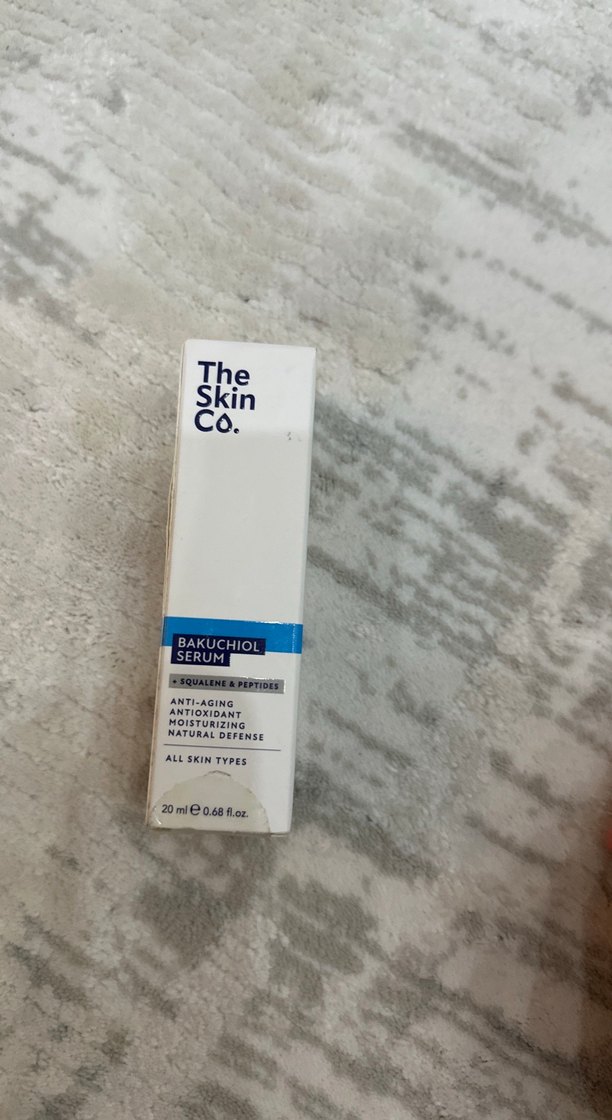 The
Skin
Co.
BAKUCHIOL
SERUM
+ SQUALENE & PEPTIDES
ANTI-AGING
ANTIOXIDANT
MOISTURIZING
NATURAL DEFENSE
ALL SKIN TYPES
20 ml ℮ 0.68 fl.oz.